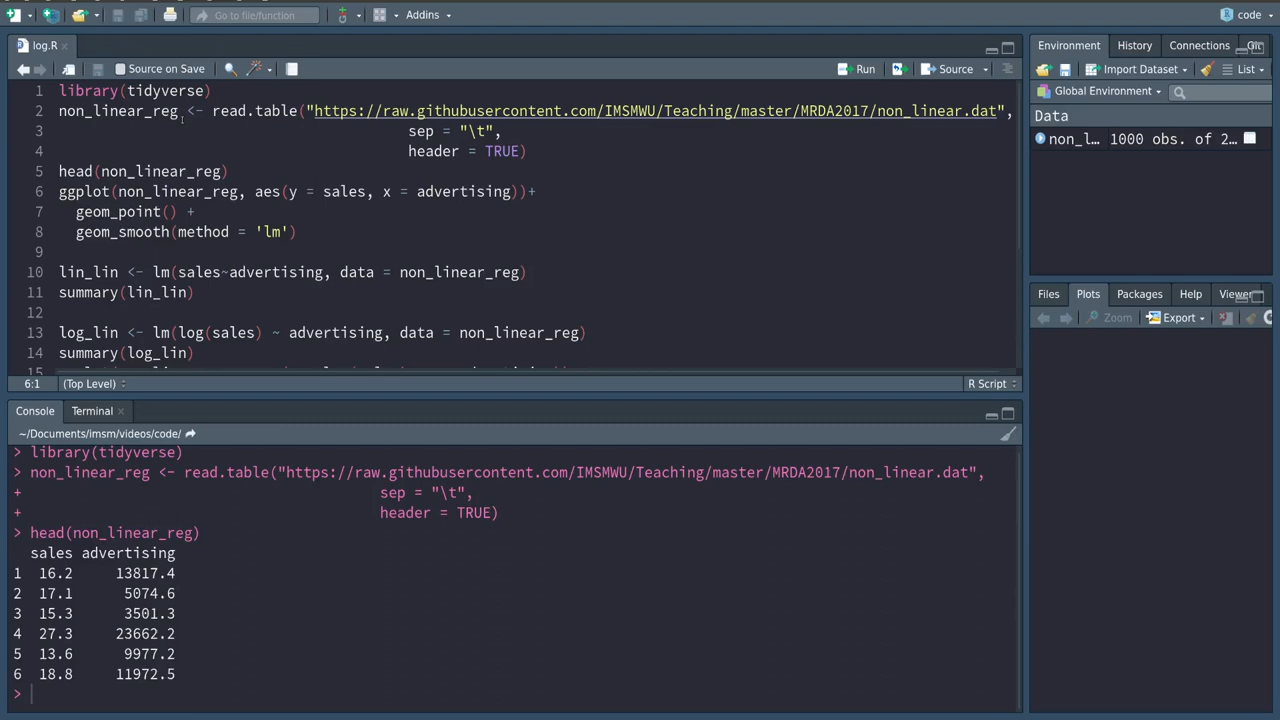 Go to file/function
Addins
code
log.R
Source on Save
Run
Source
1 library(tidyverse)
2 non_linear_reg <- read.table("https://raw.githubusercontent.com/IMSMWU/Teaching/master/MRDA2017/non_linear.dat",
3 sep = "\t",
4 header = TRUE)
5 head(non_linear_reg)
6 ggplot(non_linear_reg, aes(y = sales, x = advertising))+
7 geom_point() +
8 geom_smooth(method = 'lm')
9
10 lin_lin <- lm(sales~advertising, data = non_linear_reg)
11 summary(lin_lin)
12
13 log_lin <- lm(log(sales) ~ advertising, data = non_linear_reg)
14 summary(log_lin)
15
6:1 (Top Level) R Script
Console Terminal
~/Documents/imsm/videos/code/
> library(tidyverse)
> non_linear_reg <- read.table("https://raw.githubusercontent.com/IMSMWU/Teaching/master/MRDA2017/non_linear.dat",
+ sep = "\t",
+ header = TRUE)
> head(non_linear_reg)
sales advertising
1 16.2 13817.4
2 17.1 5074.6
3 15.3 3501.3
4 27.3 23662.2
5 13.6 9977.2
6 18.8 11972.5
>
Environment History Connections
Import Dataset List
Global Environment
Data
non_l… 1000 obs. of 2…
Files Plots Packages Help Viewer
Zoom Export